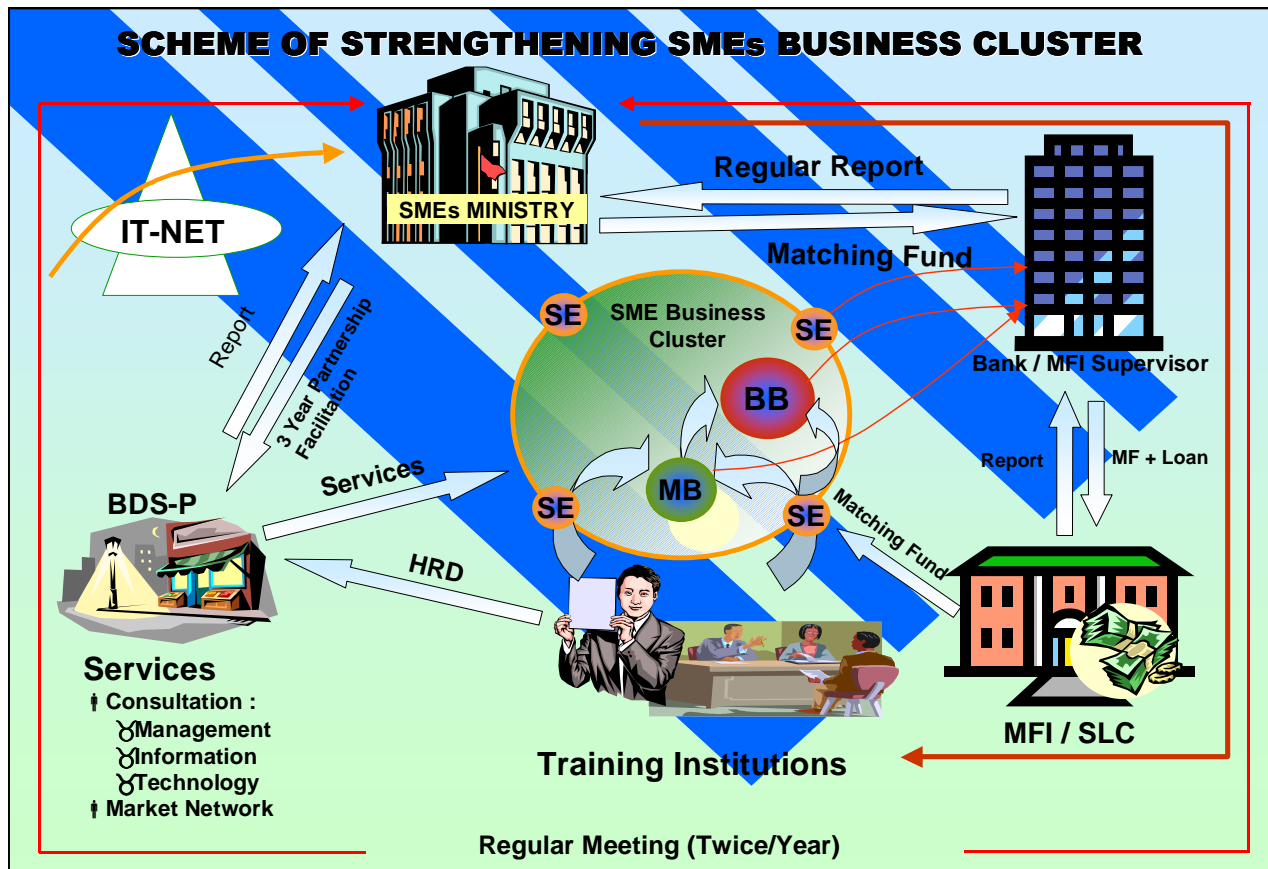 SCHEME OF STRENGTHENING SMEs BUSINESS CLUSTER
IT-NET
SMEs MINISTRY
Regular Report
Matching Fund
Bank / MFI Supervisor
Report
3 Year Partnership
Facilitation
SE
SME Business
Cluster
SE
BB
MB
SE
SE
Services
HRD
Report
MF + Loan
Matching Fund
BDS-P
Services
Consultation :
Management
Information
Technology
Market Network
Training Institutions
MFI / SLC
Regular Meeting (Twice/Year)